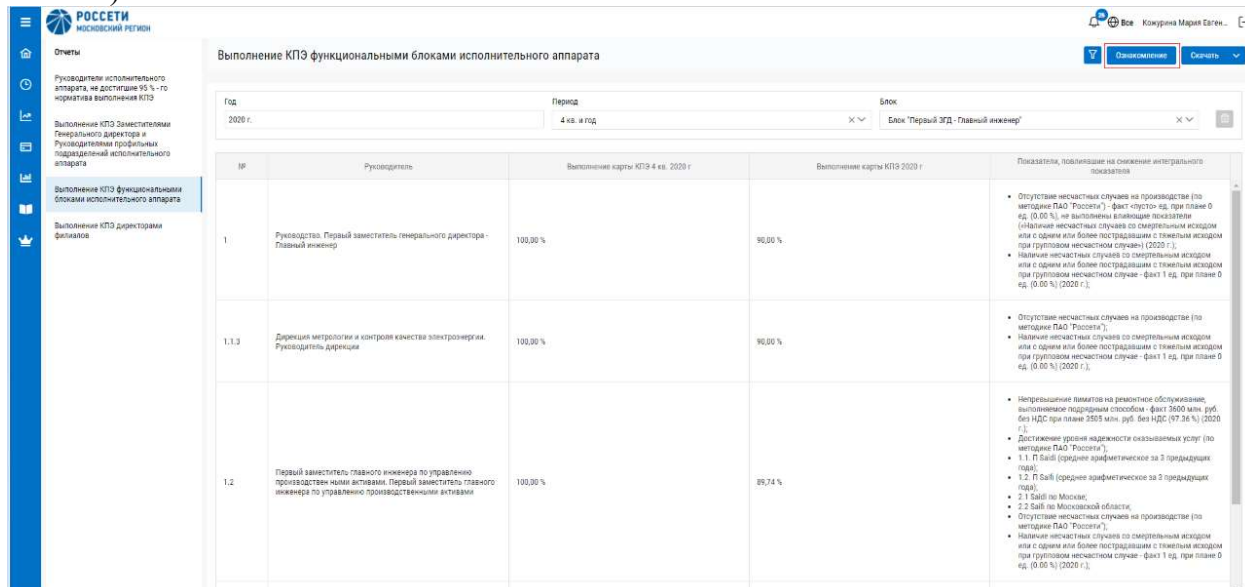 РОССЕТИ
МОСКОВСКИЙ РЕГИОН
26
Все Кожурина Мария Евген...
Отчеты
Руководители исполнительного
аппарата, не достигшие 95 % - го
норматива выполнения КПЭ
Выполнение КПЭ Заместителями
Генерального директора и
Руководителями профильных
подразделений исполнительного
аппарата
Выполнение КПЭ функциональными
блоками исполнительного аппарата
Выполнение КПЭ директорами
филиалов
Выполнение КПЭ функциональными блоками исполнительного аппарата
Ознакомление
Скачать
Год
2020 г.
Период
4 кв. и год
Блок
Блок "Первый ЗГД - Главный инженер"
№
Руководитель
Выполнение карты КПЭ 4 кв. 2020 г
Выполнение карты КПЭ 2020 г
Показатели, повлиявшие на снижение интегрального
показателя
1
Руководство. Первый заместитель генерального директора -
Главный инженер
100,00 %
90,00 %
• Отсутствие несчастных случаев на производстве (по
методике ПАО "Россети") - факт <пусто> ед. при плане 0
ед. (0.00 %), не выполнены влияющие показатели
(«Наличие несчастных случаев со смертельным исходом
или с одним или более пострадавшим с тяжелым исходом
при групповом несчастном случае») (2020 г.);
• Наличие несчастных случаев со смертельным исходом
или с одним или более пострадавшим с тяжелым исходом
при групповом несчастном случае - факт 1 ед. при плане 0
ед. (0.00 %) (2020 г.);
1.1.3
Дирекция метрологии и контроля качества электроэнергии.
Руководитель дирекции
100,00 %
90,00 %
• Отсутствие несчастных случаев на производстве (по
методике ПАО "Россети");
• Наличие несчастных случаев со смертельным исходом
или с одним или более пострадавшим с тяжелым исходом
при групповом несчастном случае - факт 1 ед. при плане 0
ед. (0.00 %) (2020 г.);
1.2
Первый заместитель главного инженера по управлению
производствен ными активами. Первый заместитель главного
инженера по управлению производственными активами
100,00 %
89,74 %
• Непревышение лимитов на ремонтное обслуживание,
выполняемое подрядным способом - факт 3600 млн. руб.
без НДС при плане 3505 млн. руб. без НДС (97.36 %) (2020
г.);
• Достижение уровня надежности оказываемых услуг (по
методике ПАО "Россети");
• 1.1. П Saidi (среднее арифметическое за 3 предыдущих
года);
• 1.2. П Saifi (среднее арифметическое за 3 предыдущих
года);
• 2.1 Saidi по Москве;
• 2.2 Saifi по Московской области;
• Отсутствие несчастных случаев на производстве (по
методике ПАО "Россети");
• Наличие несчастных случаев со смертельным исходом
или с одним или более пострадавшим с тяжелым исходом
при групповом несчастном случае - факт 1 ед. при плане 0
ед. (0.00 %) (2020 г.);